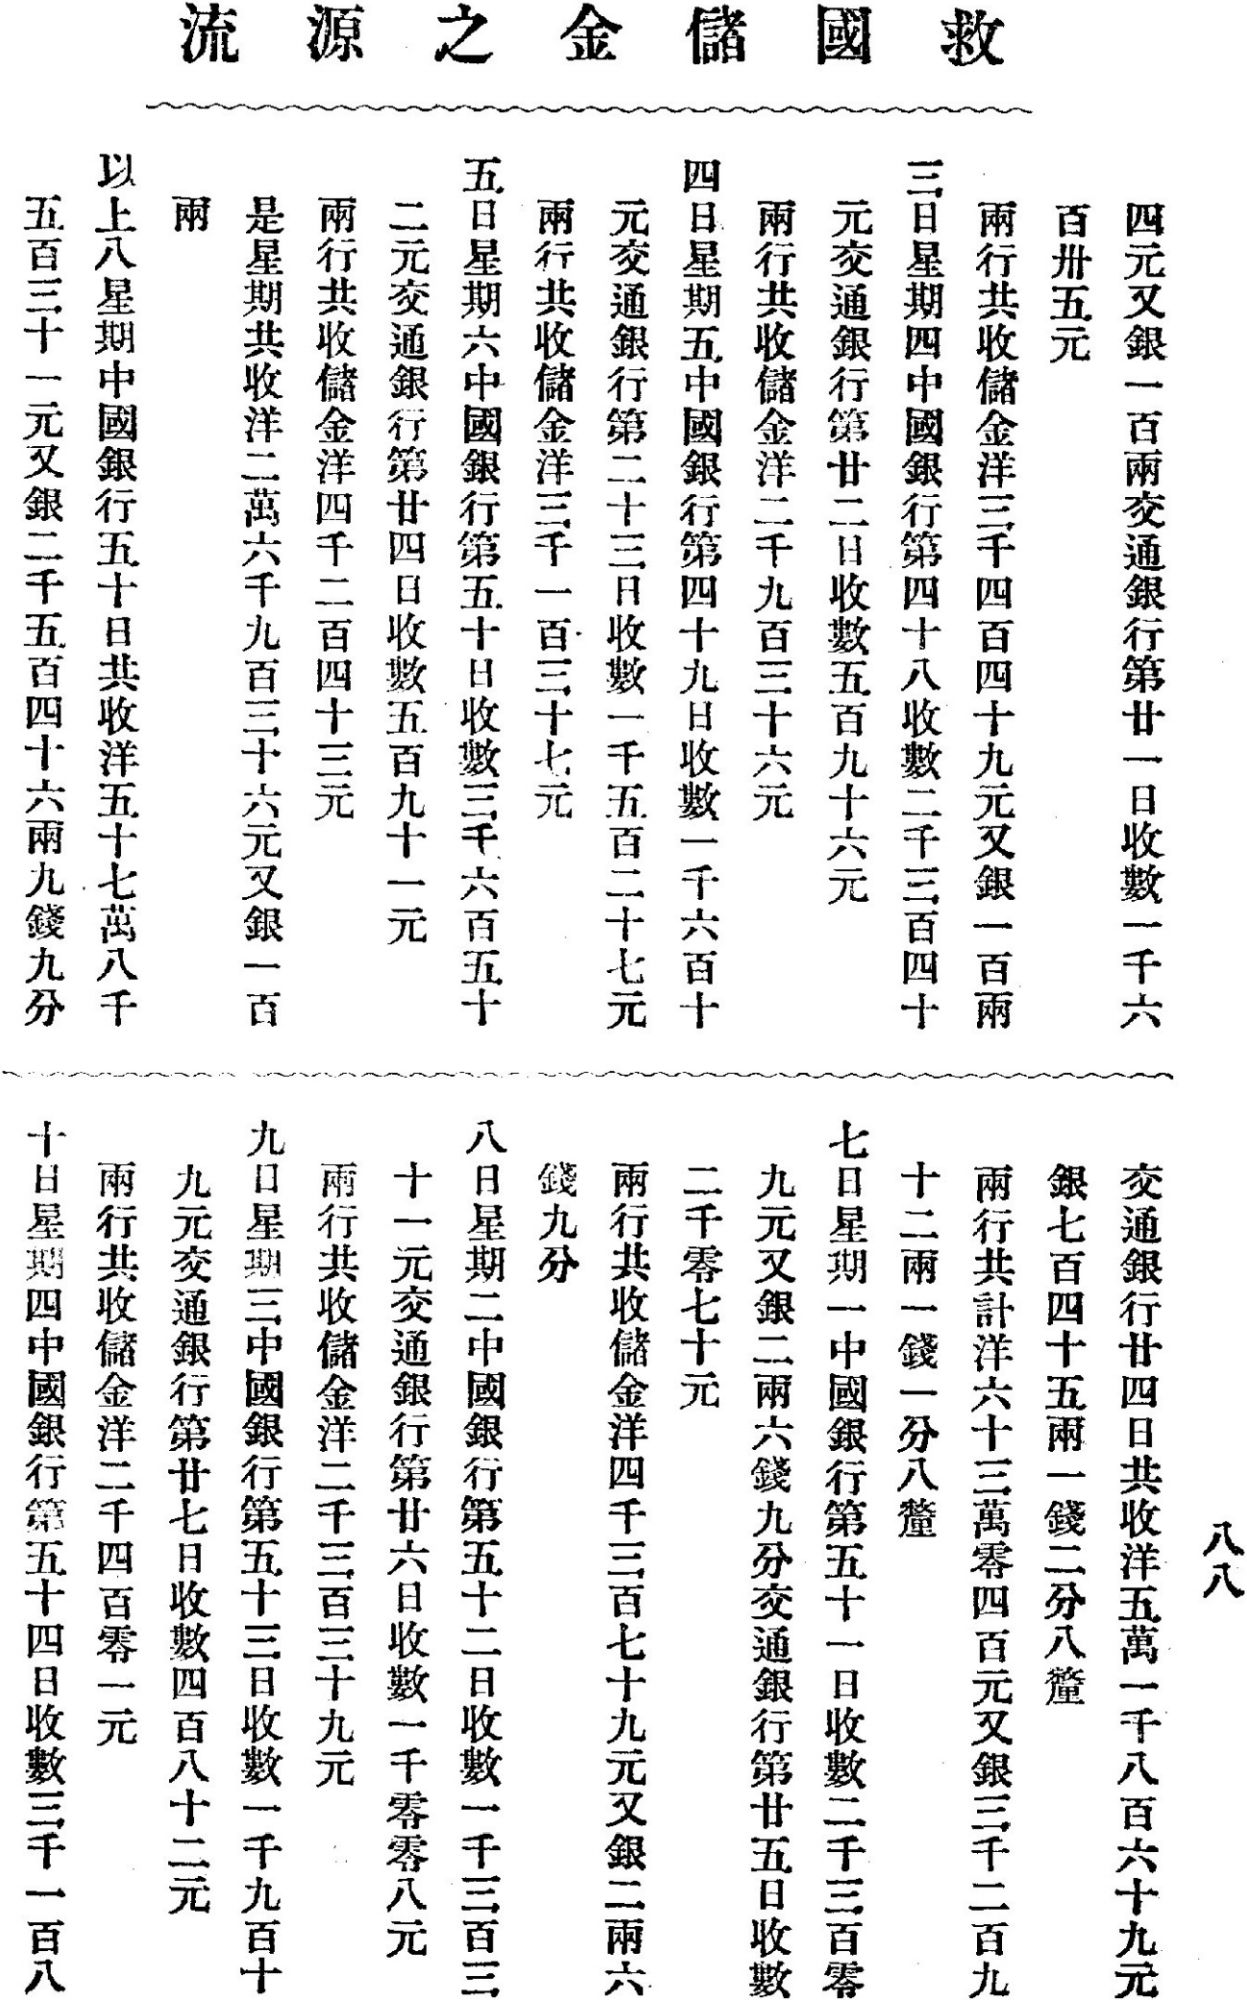 救國儲金之源流
四元又銀一百兩交通銀行第廿一日收數一千六
百卅五元
兩行共收儲金洋三千四百四十九元又銀一百兩
三日星期四中國銀行第四十八收數二千三百四十
元交通銀行第廿二日收數五百九十六元
兩行共收儲金洋二千九百三十六元
四日星期五中國銀行第四十九日收數一千六百十
元交通銀行第二十三日收數一千五百二十七元
兩行共收儲金洋三千一百三十七元
五日星期六中國銀行第五十日收數三千六百五十
二元交通銀行第廿四日收數五百九十一元
兩行共收儲金洋四千二百四十三元
是星期共收洋二萬六千九百三十六元又銀一百
兩
以上八星期中國銀行五十日共收洋五十七萬八千
五百三十一元又銀二千五百四十六兩九錢九分
交通銀行廿四日共收洋五萬一千八百六十九元
銀七百四十五兩一錢二分八釐
兩行共計洋六十三萬零四百元又銀三千二百九
十二兩一錢一分八釐
七日星期一中國銀行第五十一日收數二千三百零
九元又銀二兩六錢九分交通銀行第廿五日收數
二千零七十元
兩行共收儲金洋四千三百七十九元又銀二兩六
錢九分
八日星期二中國銀行第五十二日收數一千三百三
十一元交通銀行第廿六日收數一千零零八元
兩行共收儲金洋二千三百三十九元
九日星期三中國銀行第五十三日收數一千九百十
九元交通銀行第廿七日收數四百八十二元
兩行共收儲金洋二千四百零一元
十日星期四中國銀行第五十四日收數三千一百八
八八